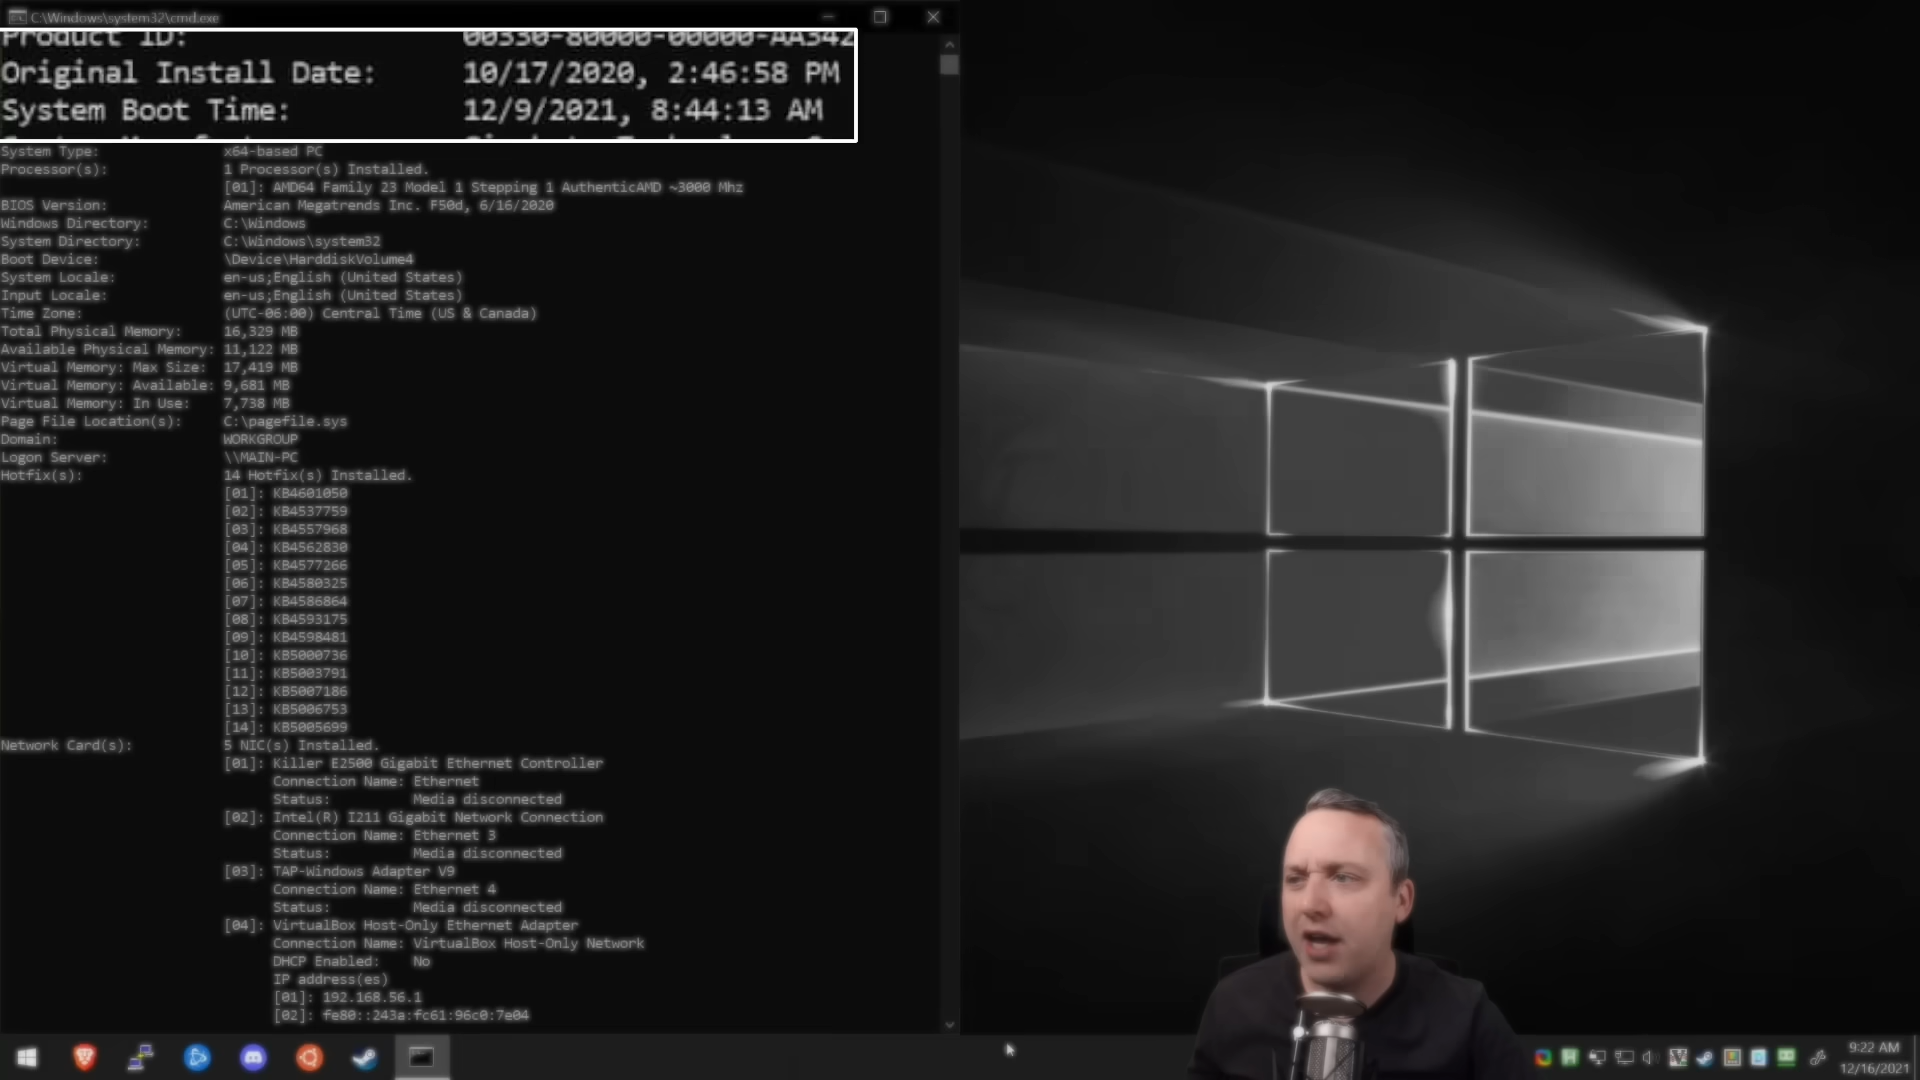 C:\Windows\system32\cmd.exe
Product ID: 00330-80000-00000-AA342
Original Install Date: 10/17/2020, 2:46:58 PM
System Boot Time: 12/9/2021, 8:44:13 AM
System Type: x64-based PC
Processor(s): 1 Processor(s) Installed.
[01]: AMD64 Family 23 Model 1 Stepping 1 AuthenticAMD ~3000 Mhz
BIOS Version: American Megatrends Inc. F50d, 6/16/2020
Windows Directory: C:\Windows
System Directory: C:\Windows\system32
Boot Device: \Device\HarddiskVolume4
System Locale: en-us;English (United States)
Input Locale: en-us;English (United States)
Time Zone: (UTC-06:00) Central Time (US & Canada)
Total Physical Memory: 16,329 MB
Available Physical Memory: 11,122 MB
Virtual Memory: Max Size: 17,419 MB
Virtual Memory: Available: 9,681 MB
Virtual Memory: In Use: 7,738 MB
Page File Location(s): C:\pagefile.sys
Domain: WORKGROUP
Logon Server: \\MAIN-PC
Hotfix(s): 14 Hotfix(s) Installed.
[01]: KB4601050
[02]: KB4537759
[03]: KB4557968
[04]: KB4562830
[05]: KB4577266
[06]: KB4580325
[07]: KB4586864
[08]: KB4593175
[09]: KB4598481
[10]: KB5000736
[11]: KB5003791
[12]: KB5007186
[13]: KB5006753
[14]: KB5005699
Network Card(s): 5 NIC(s) Installed.
[01]: Killer E2500 Gigabit Ethernet Controller
Connection Name: Ethernet
Status: Media disconnected
[02]: Intel(R) I211 Gigabit Network Connection
Connection Name: Ethernet 3
Status: Media disconnected
[03]: TAP-Windows Adapter V9
Connection Name: Ethernet 4
Status: Media disconnected
[04]: VirtualBox Host-Only Ethernet Adapter
Connection Name: VirtualBox Host-Only Network
DHCP Enabled: No
IP address(es)
[01]: 192.168.56.1
[02]: fe80::243a:fc61:96c0:7e04
9:22 AM
12/16/2021